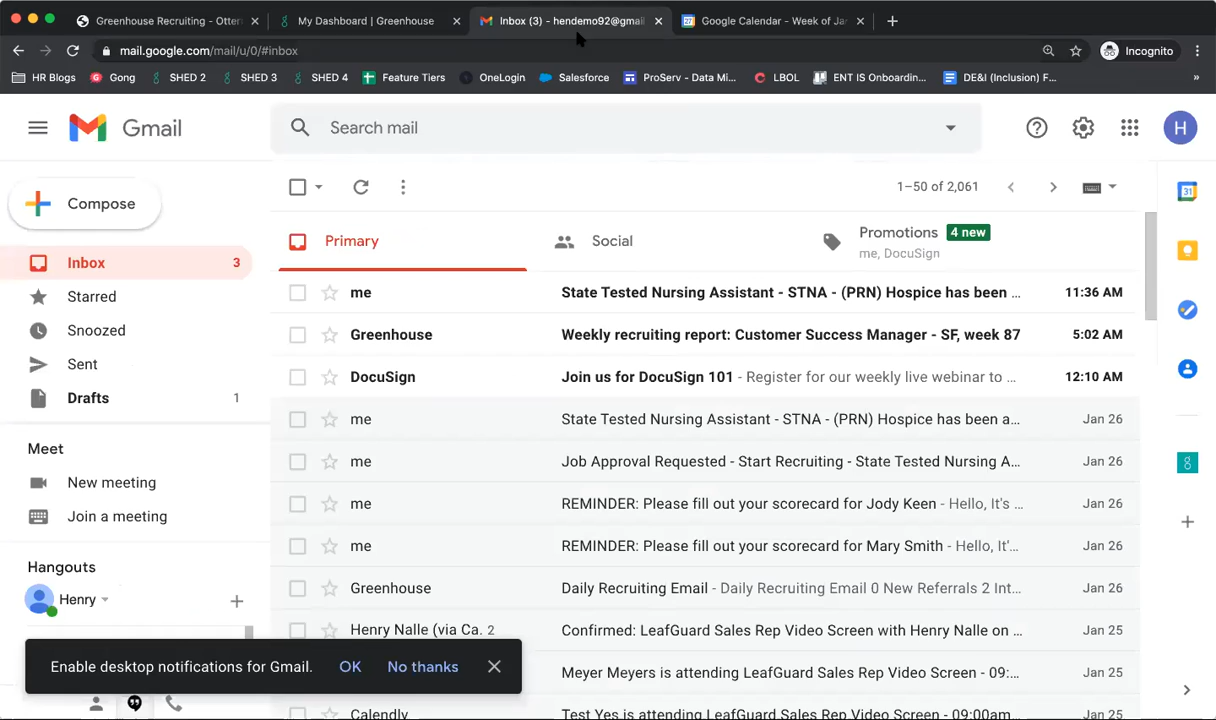 Greenhouse Recruiting - Otter
My Dashboard | Greenhouse
Inbox (3) - hendemo92@gmai
Google Calendar - Week of Ja
mail.google.com/mail/u/0/#inbox
Incognito
HR Blogs
Gong
SHED 2
SHED 3
SHED 4
Feature Tiers
OneLogin
Salesforce
ProServ - Data Mi...
LBOL
ENT IS Onboardin...
DE&I (Inclusion) F...
»
Gmail
Search mail
H
Compose
1–50 of 2,061
Primary
Social
Promotions 4 new
me, DocuSign
31
Inbox 3
Starred
Snoozed
Sent
Drafts 1
me State Tested Nursing Assistant - STNA - (PRN) Hospice has been ... 11:36 AM
Greenhouse Weekly recruiting report: Customer Success Manager - SF, week 87 5:02 AM
DocuSign Join us for DocuSign 101 - Register for our weekly live webinar to ... 12:10 AM
me State Tested Nursing Assistant - STNA - (PRN) Hospice has been a... Jan 26
me Job Approval Requested - Start Recruiting - State Tested Nursing A... Jan 26
me REMINDER: Please fill out your scorecard for Jody Keen - Hello, It's ... Jan 26
me REMINDER: Please fill out your scorecard for Mary Smith - Hello, It'... Jan 26
Greenhouse Daily Recruiting Email - Daily Recruiting Email 0 New Referrals 2 Int... Jan 26
Henry Nalle (via Ca. 2 Confirmed: LeafGuard Sales Rep Video Screen with Henry Nalle on ... Jan 25
Meyer Meyers is attending LeafGuard Sales Rep Video Screen - 09:... Jan 25
Calendly Test Yes is attending LeafGuard Sales Rep Video Screen - 09:00am... Jan 25
Meet
New meeting
Join a meeting
Hangouts
Henry
Enable desktop notifications for Gmail. OK No thanks